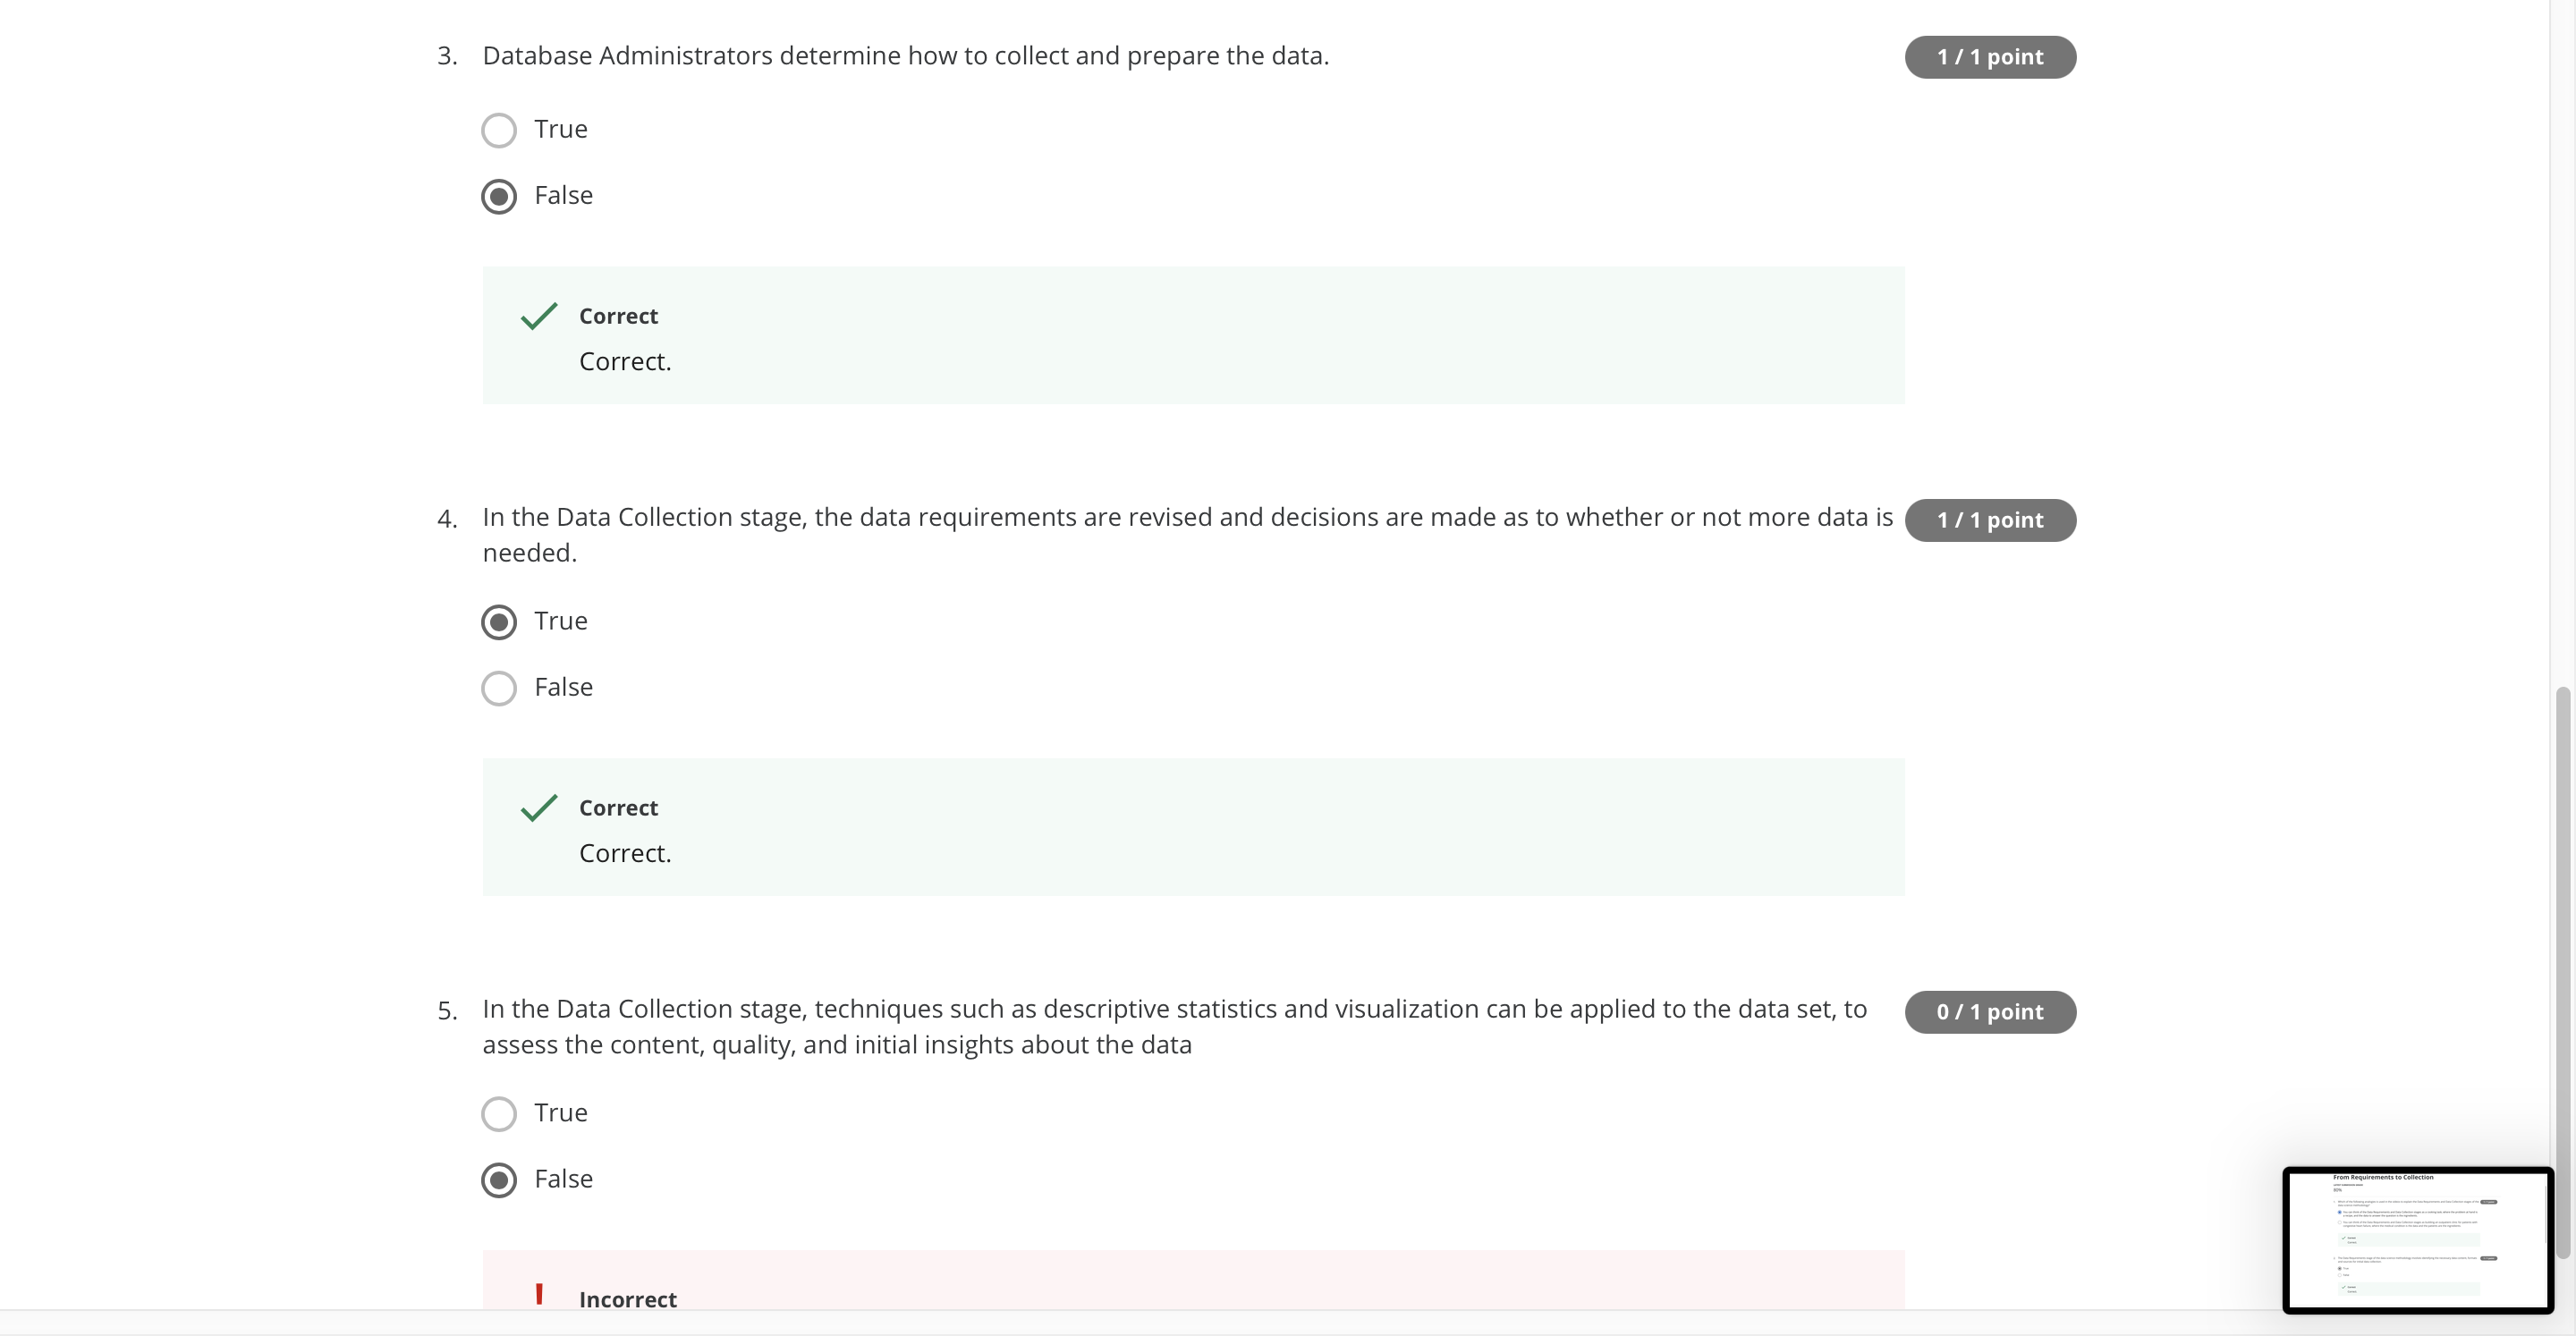 3. Database Administrators determine how to collect and prepare the data.
1 / 1 point
True
False
Correct
Correct.
4. In the Data Collection stage, the data requirements are revised and decisions are made as to whether or not more data is
needed.
1 / 1 point
True
False
Correct
Correct.
5. In the Data Collection stage, techniques such as descriptive statistics and visualization can be applied to the data set, to
assess the content, quality, and initial insights about the data
0 / 1 point
True
False
! Incorrect
From Requirements to Collection
80%